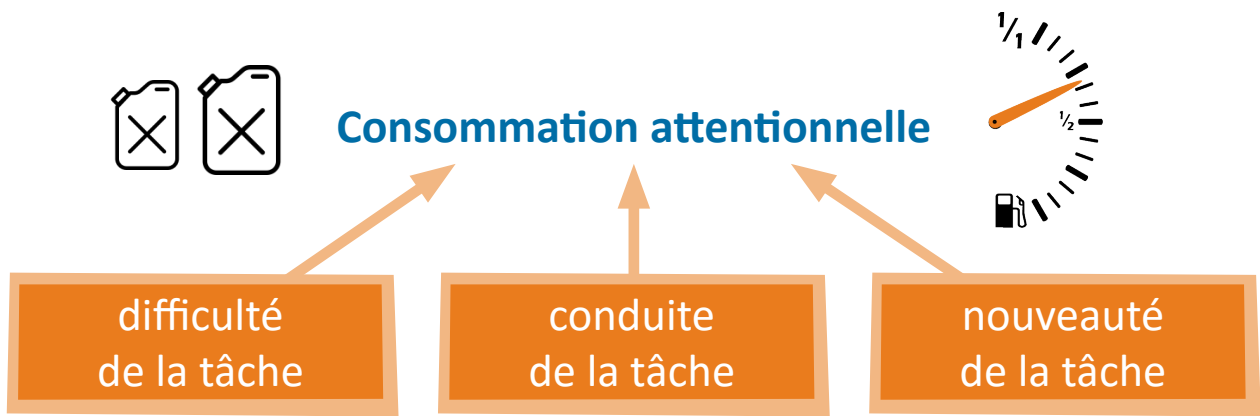 1/1
Consommation attentionnelle
1/2
difficulté
de la tâche
conduite
de la tâche
nouveauté
de la tâche